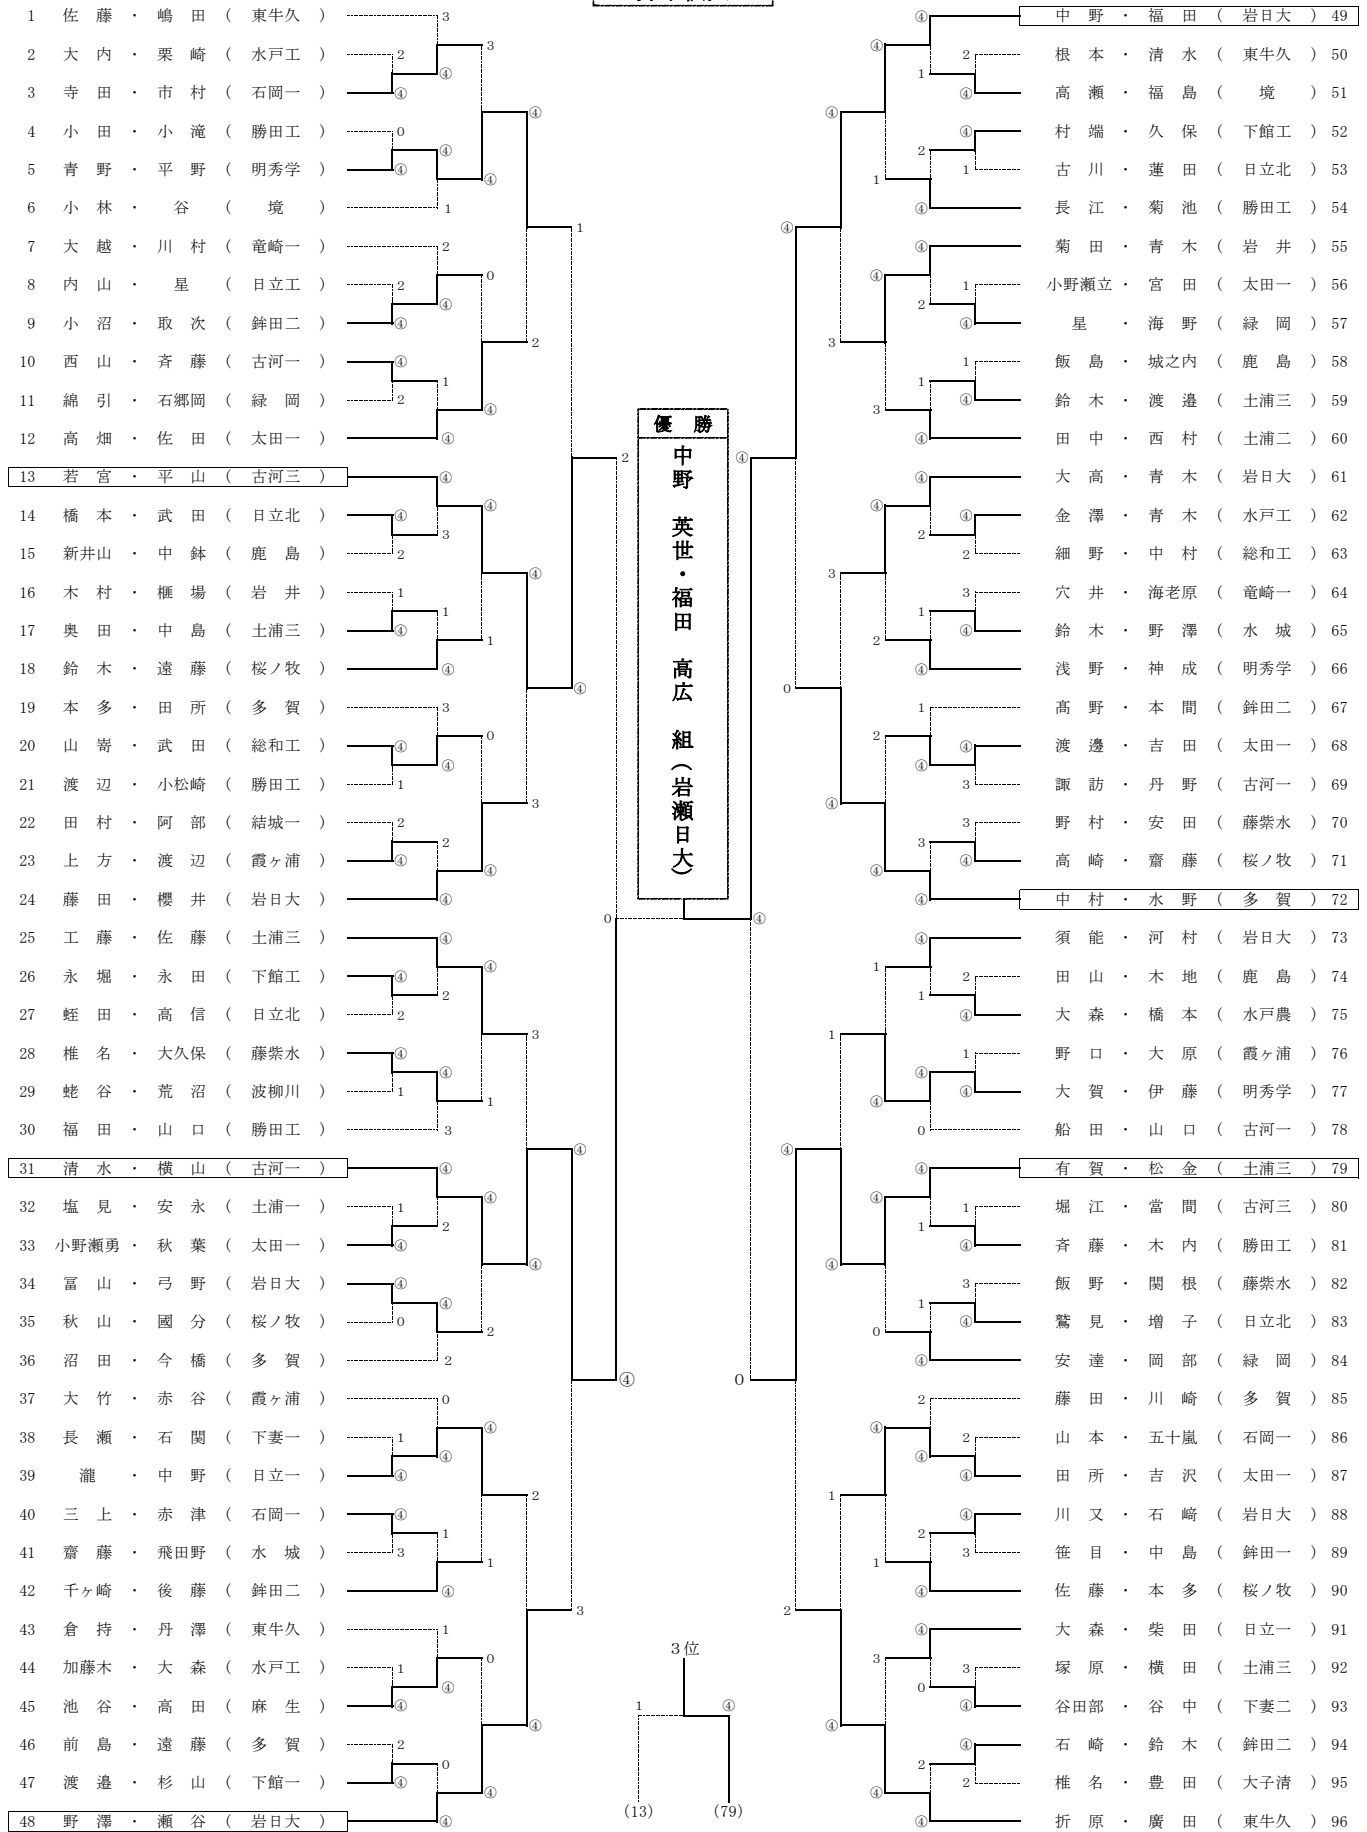 1 佐藤・嶋田（東牛久）
2 大内・栗崎（水戸工）
3 寺田・市村（石岡一）
4 小田・小滝（勝田工）
5 青野・平野（明秀学）
6 小林・谷（境）
7 大越・川村（竜崎一）
8 内山・星（日立工）
9 小沼・取次（鉾田二）
10 西山・斉藤（古河一）
11 綿引・石郷岡（緑岡）
12 高畑・佐田（太田一）
13 若宮・平山（古河三）
14 橋本・武田（日立北）
15 新井山・中鉢（鹿島）
16 木村・榧場（岩井）
17 奥田・中島（土浦三）
18 鈴木・遠藤（桜ノ牧）
19 本多・田所（多賀）
20 山嵜・武田（総和工）
21 渡辺・小松崎（勝田工）
22 田村・阿部（結城一）
23 上方・渡辺（霞ヶ浦）
24 藤田・櫻井（岩日大）
25 工藤・佐藤（土浦三）
26 永堀・永田（下館工）
27 蛭田・高信（日立北）
28 椎名・大久保（藤紫水）
29 蛯谷・荒沼（波柳川）
30 福田・山口（勝田工）
31 清水・横山（古河一）
32 塩見・安永（土浦一）
33 小野瀬勇・秋葉（太田一）
34 冨山・弓野（岩日大）
35 秋山・國分（桜ノ牧）
36 沼田・今橋（多賀）
37 大竹・赤谷（霞ヶ浦）
38 長瀬・石関（下妻一）
39 瀧・中野（日立一）
40 三上・赤津（石岡一）
41 齋藤・飛田野（水城）
42 千ヶ崎・後藤（鉾田二）
43 倉持・丹澤（東牛久）
44 加藤木・大森（水戸工）
45 池谷・高田（麻生）
46 前島・遠藤（多賀）
47 渡邉・杉山（下館一）
48 野澤・瀬谷（岩日大）
優勝
中野 英世・福田 高広 組（岩瀬日大）
3位
1 ④
(13) (79)
中野・福田（岩日大）49
根本・清水（東牛久）50
高瀬・福島（境）51
村端・久保（下館工）52
古川・蓮田（日立北）53
長江・菊池（勝田工）54
菊田・青木（岩井）55
小野瀬立・宮田（太田一）56
星・海野（緑岡）57
飯島・城之内（鹿島）58
鈴木・渡邉（土浦三）59
田中・西村（土浦二）60
大高・青木（岩日大）61
金澤・青木（水戸工）62
細野・中村（総和工）63
穴井・海老原（竜崎一）64
鈴木・野澤（水城）65
浅野・神成（明秀学）66
髙野・本間（鉾田二）67
渡邊・吉田（太田一）68
諏訪・丹野（古河一）69
野村・安田（藤紫水）70
高崎・齋藤（桜ノ牧）71
中村・水野（多賀）72
須能・河村（岩日大）73
田山・木地（鹿島）74
大森・橋本（水戸農）75
野口・大原（霞ヶ浦）76
大賀・伊藤（明秀学）77
船田・山口（古河一）78
有賀・松金（土浦三）79
堀江・當間（古河三）80
斉藤・木内（勝田工）81
飯野・関根（藤紫水）82
鷲見・増子（日立北）83
安達・岡部（緑岡）84
藤田・川崎（多賀）85
山本・五十嵐（石岡一）86
田所・吉沢（太田一）87
川又・石﨑（岩日大）88
笹目・中島（鉾田一）89
佐藤・本多（桜ノ牧）90
大森・柴田（日立一）91
塚原・横田（土浦三）92
谷田部・谷中（下妻二）93
石崎・鈴木（鉾田二）94
椎名・豊田（大子清）95
折原・廣田（東牛久）96